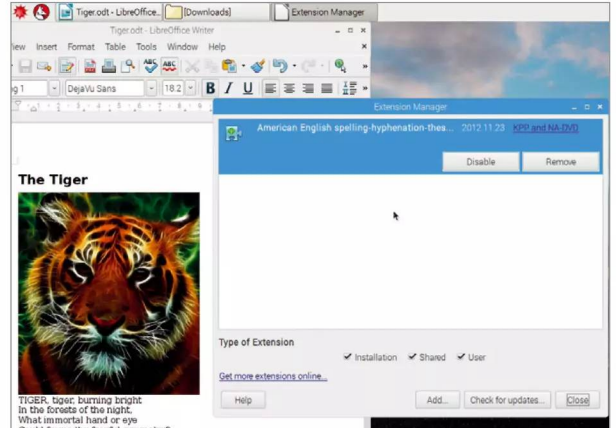 Tiger.odt - LibreOffice... [Downloads] Extension Manager
Tiger.odt - LibreOffice Writer
iew Insert Format Table Tools Window Help
DejaVu Sans 18.2 B I U
Extension Manager
American English spelling-hyphenation-thes... 2012.11.23 KPP and NA-DVD
Disable Remove
The Tiger
Type of Extension
Installation Shared User
Get more extensions online...
Help Add... Check for updates... Close
TIGER, tiger, burning bright
In the forests of the night,
What immortal hand or eye